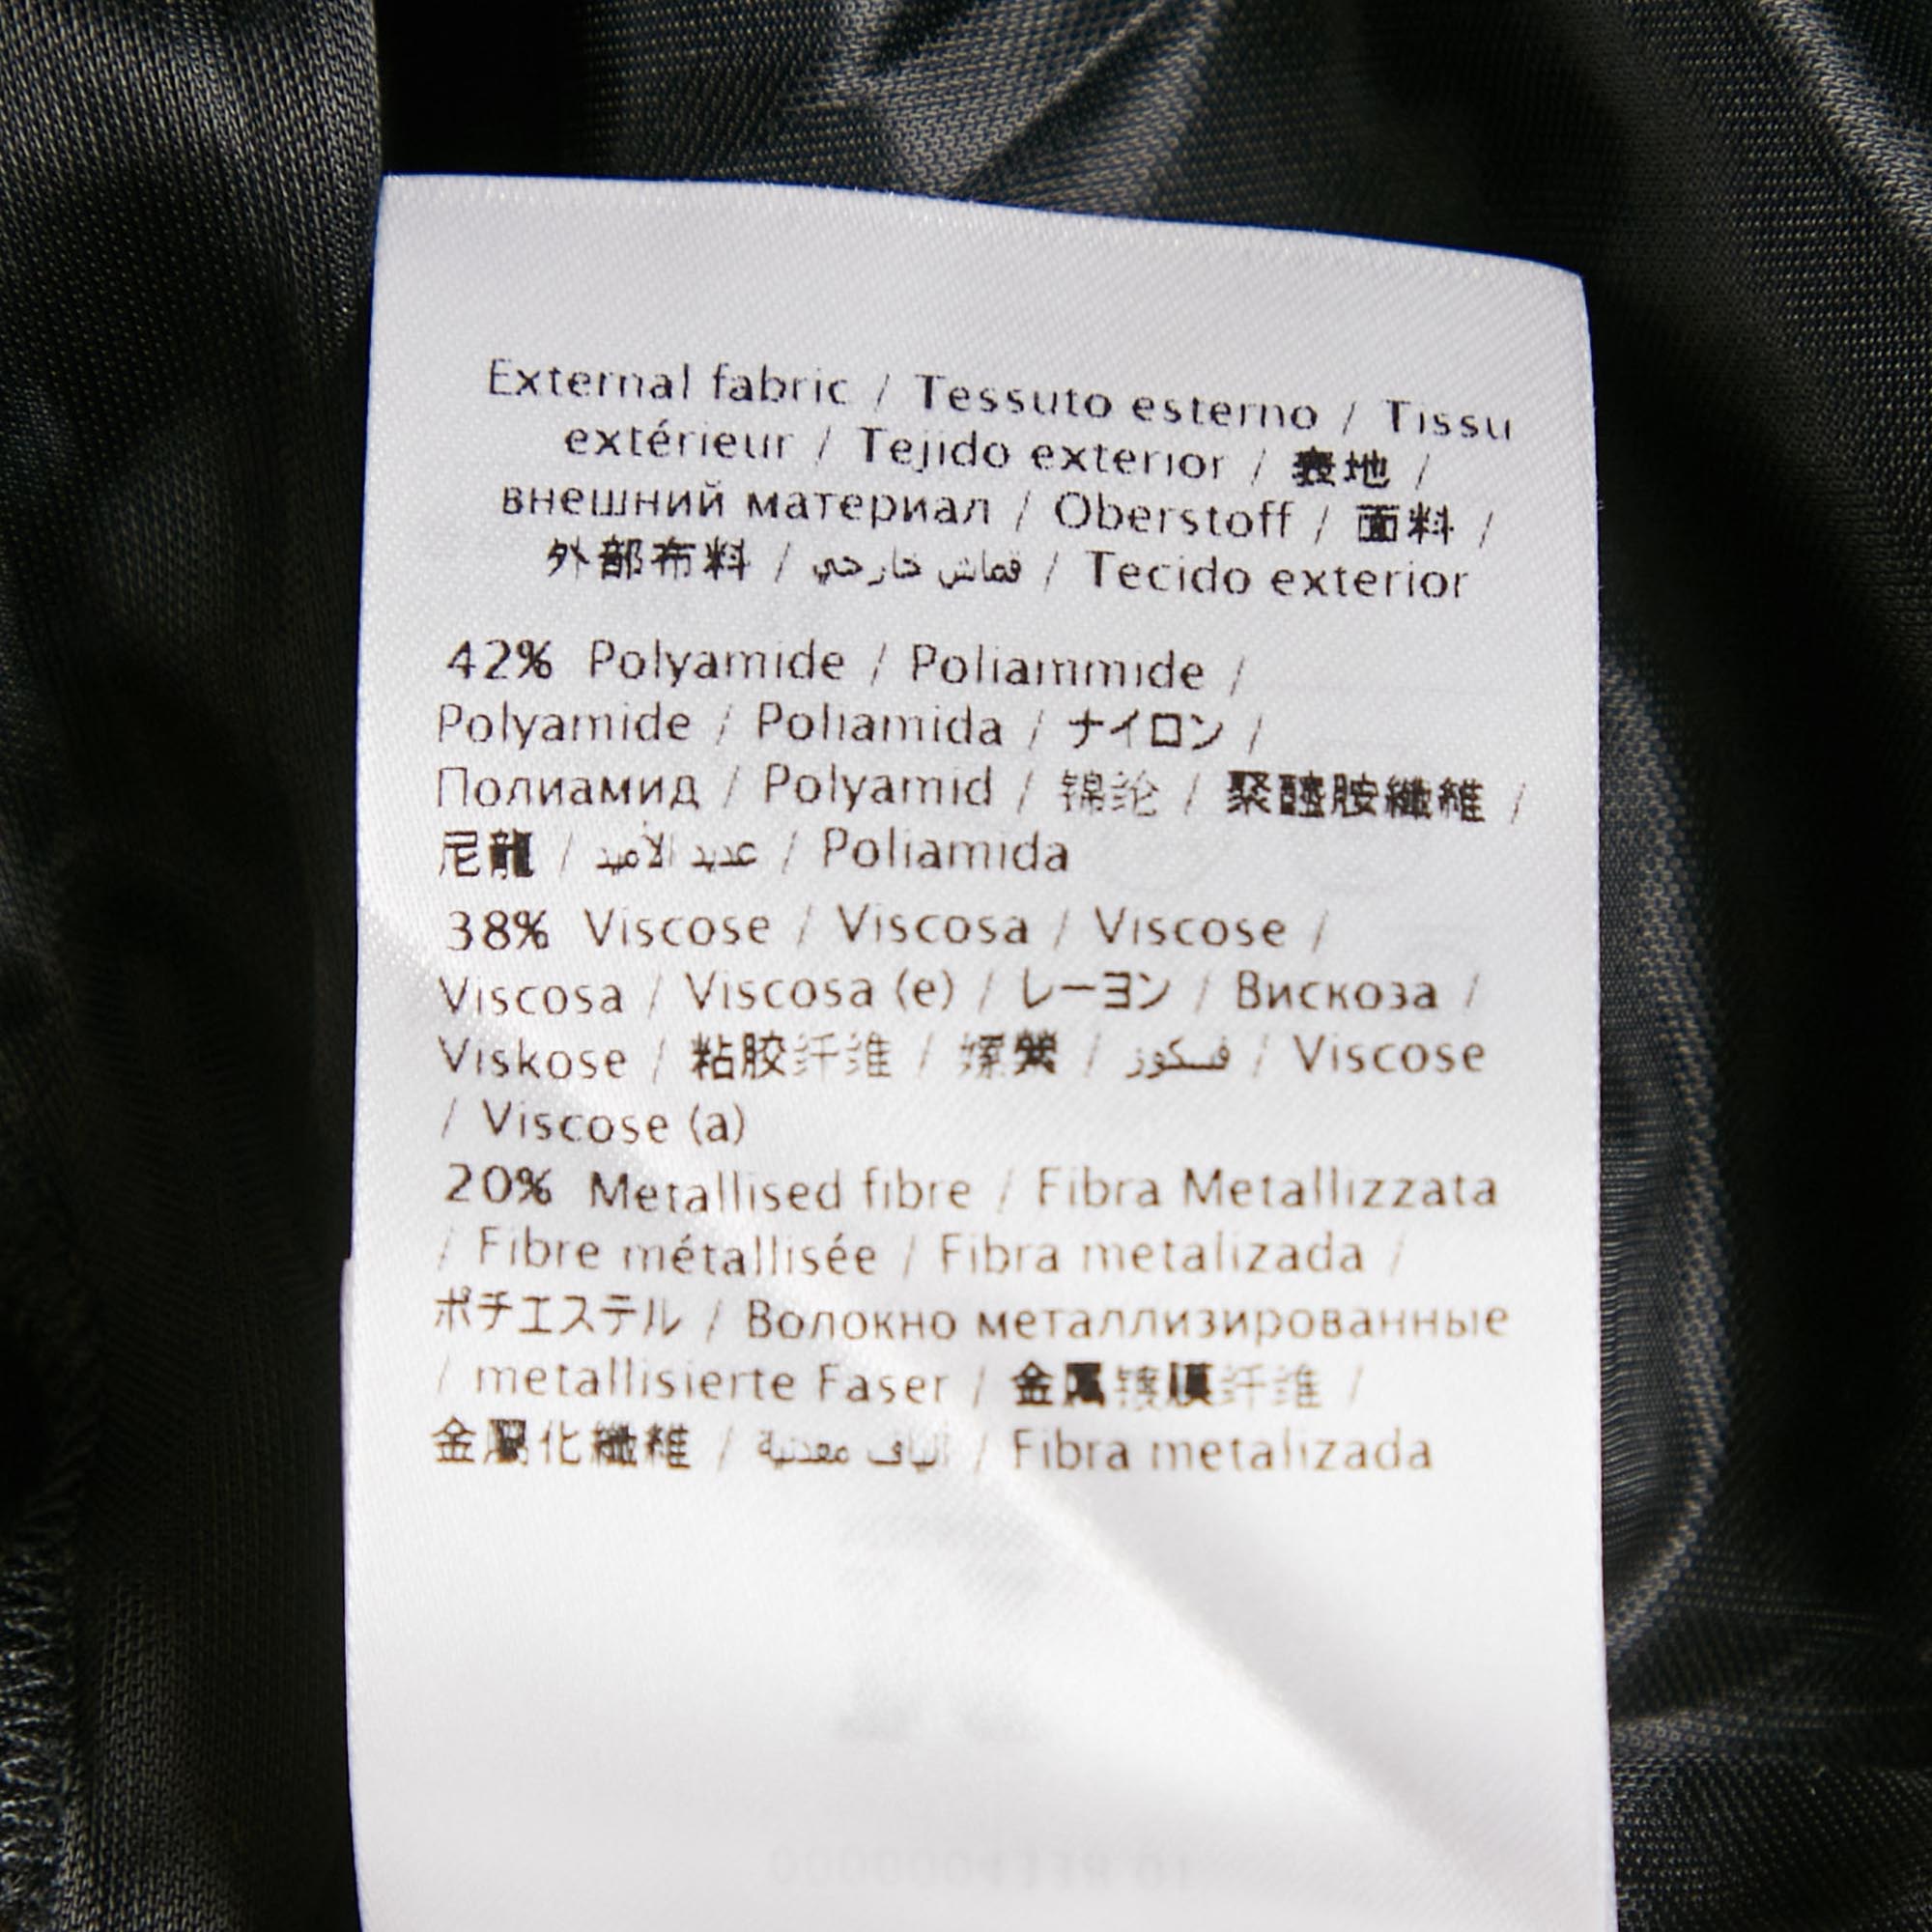 External fabric / Tessuto esterno / Tissu
extérieur / Tejido exterior / 表地 /
внешний материал / Oberstoff / 面料 /
外部布料 / قماش خارجي / Tecido exterior
42% Polyamide / Poliammide /
Polyamide / Poliamida / ナイロン /
Полиамид / Polyamid / 锦纶 / 聚醯胺纖維 /
尼龍 / عديد الأميد / Poliamida
38% Viscose / Viscosa / Viscose /
Viscosa / Viscosa (e) / レーヨン / Вискоза /
Viskose / 粘胶纤维 / 嫘縈 / فسكوز / Viscose
/ Viscose (a)
20% Metallised fibre / Fibra Metallizzata
/ Fibre métallisée / Fibra metalizada /
ポチエステル / Волокно металлизированные
/ metallisierte Faser / 金属镀膜纤维 /
金屬化纖維 / ألياف معدنية / Fibra metalizada